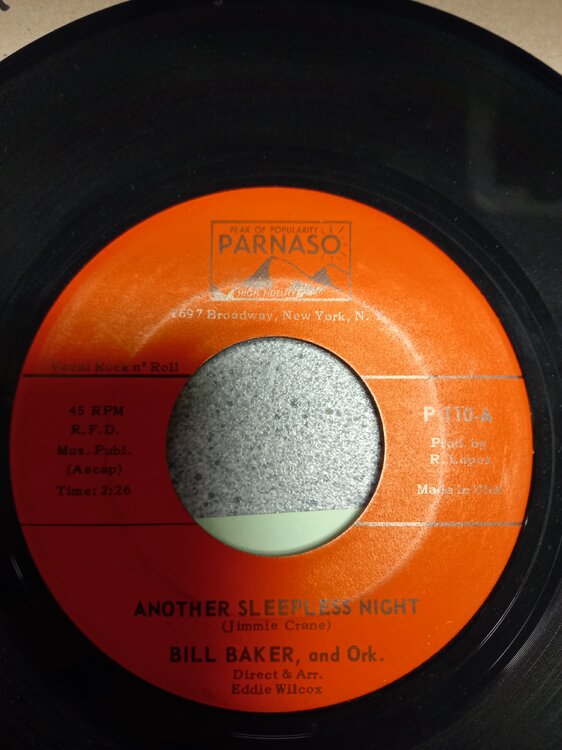 PEAK OF POPULARITY
PARNASO
HIGH FIDELITY
1697 Broadway, New York, N.
Vocal Rock n' Roll
45 RPM
R.F.D.
Mus. Publ.
(Ascap)
Time: 2:26
P 110-A
Prod. by
R. Lopez
Made in USA
ANOTHER SLEEPLESS NIGHT
(Jimmie Crane)
BILL BAKER, and Ork.
Direct & Arr.
Eddie Wilcox